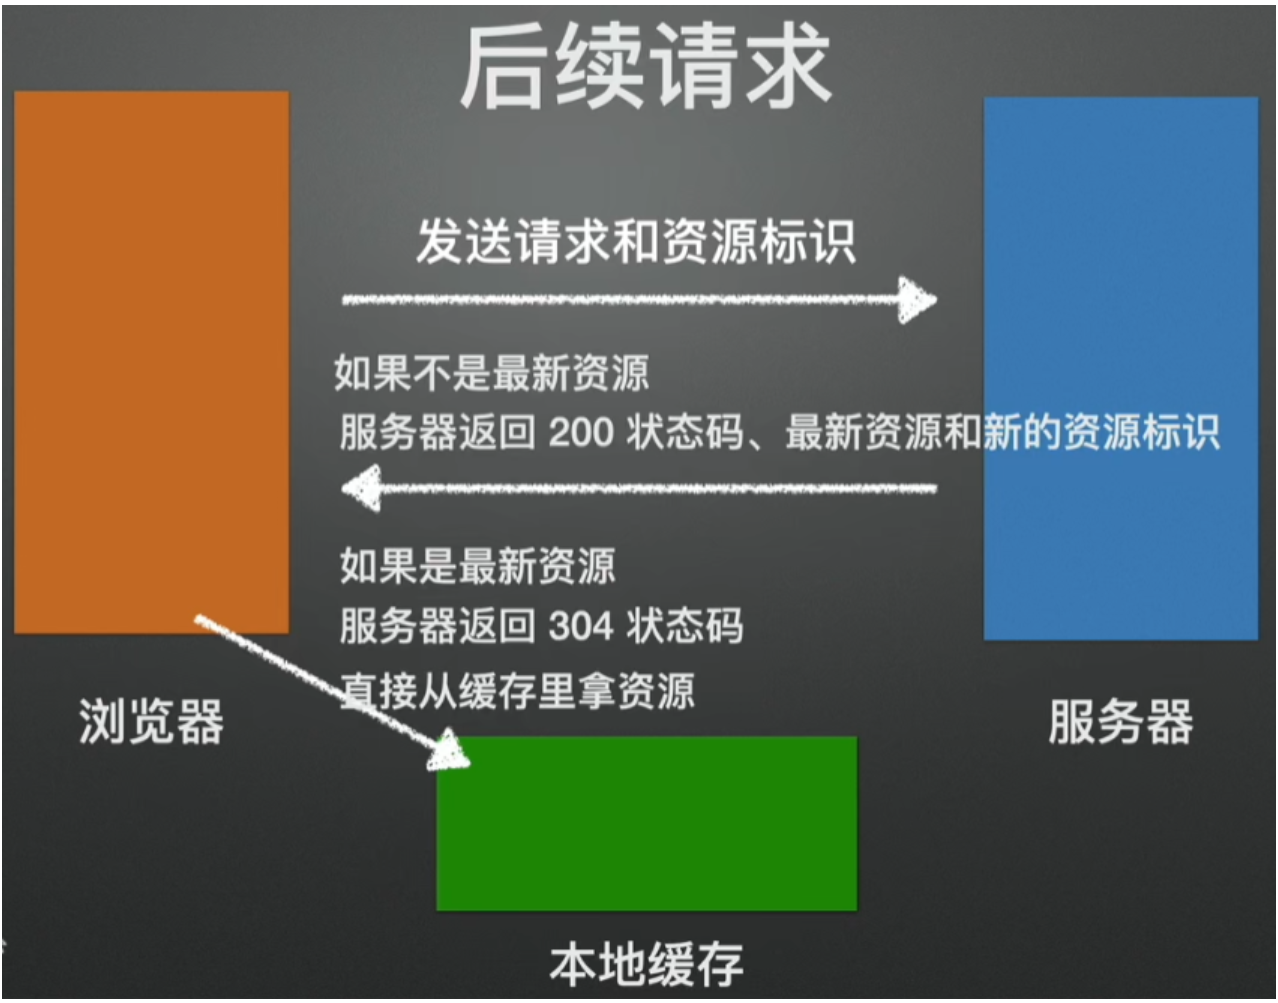 后续请求
发送请求和资源标识
如果不是最新资源
服务器返回 200 状态码、最新资源和新的资源标识
如果是最新资源
服务器返回 304 状态码
直接从缓存里拿资源
浏览器
服务器
本地缓存